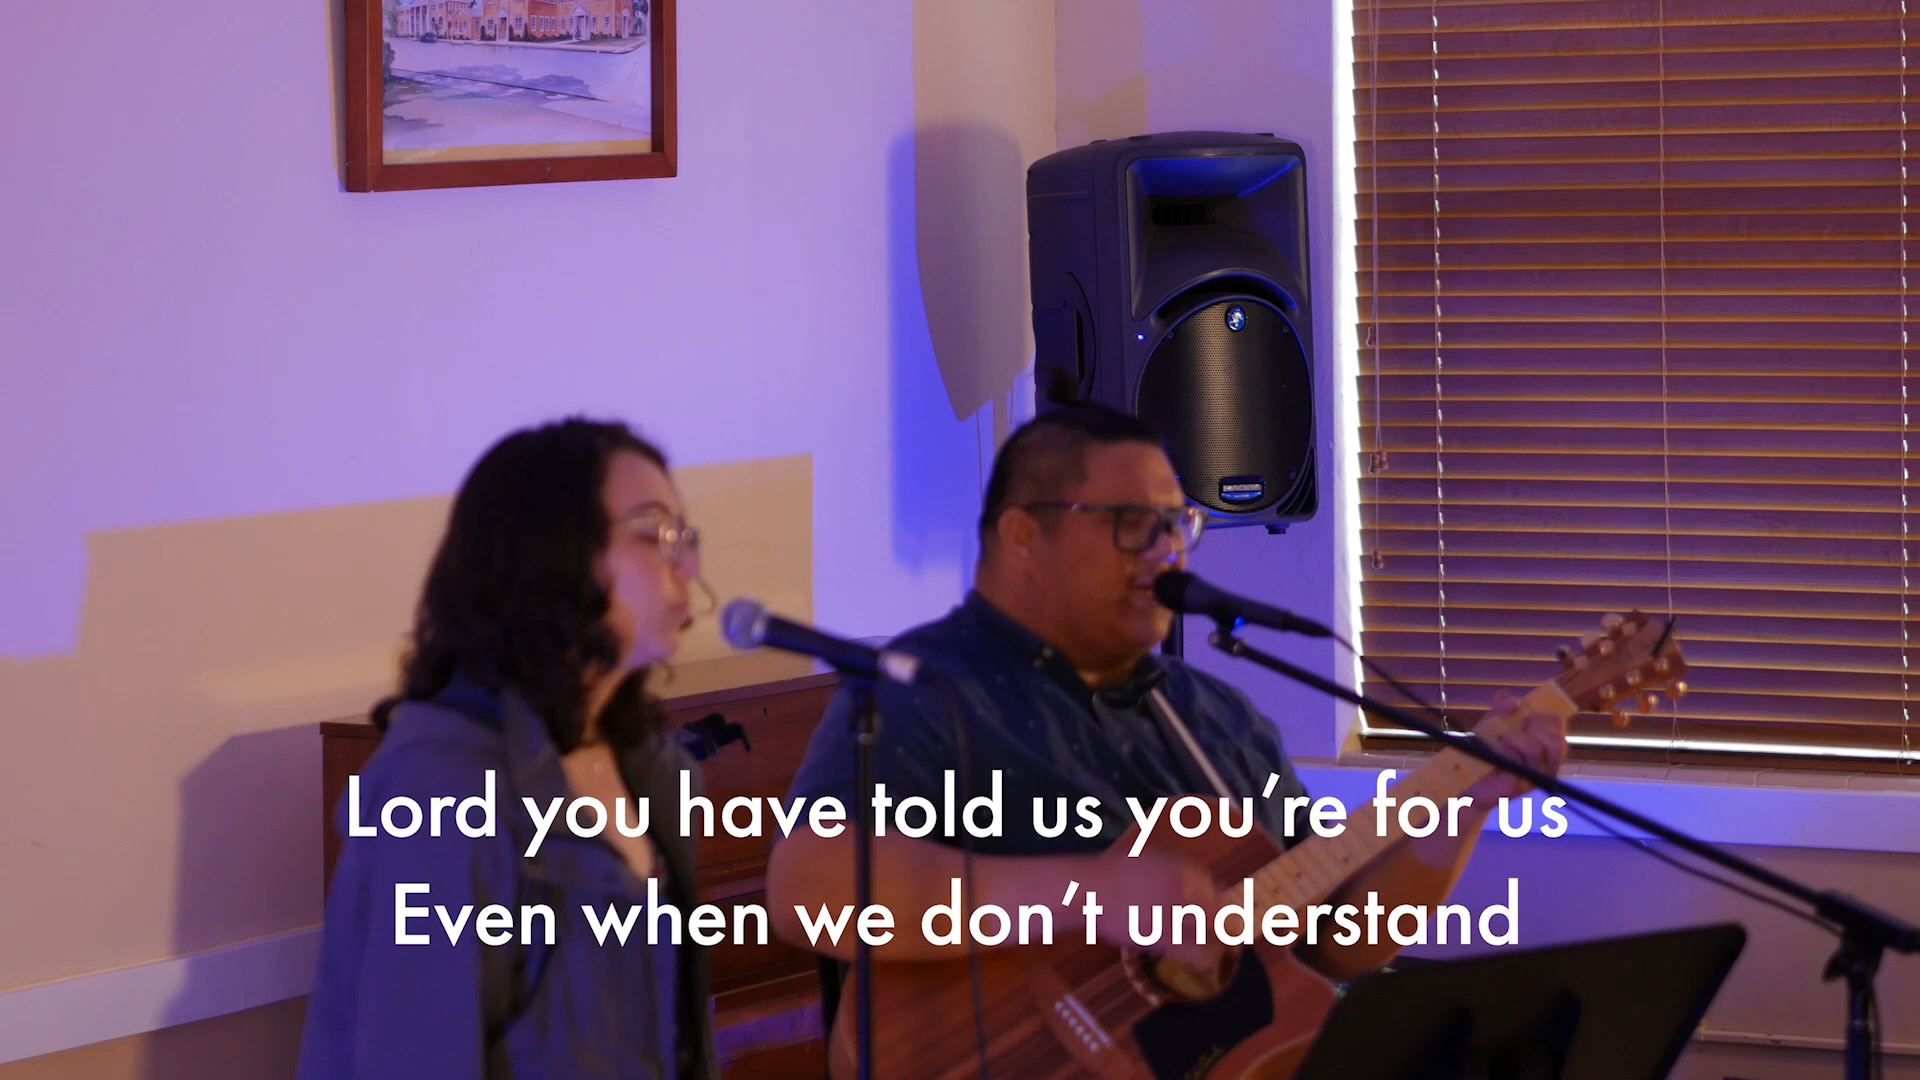 Lord you have told us you’re for us
Even when we don’t understand